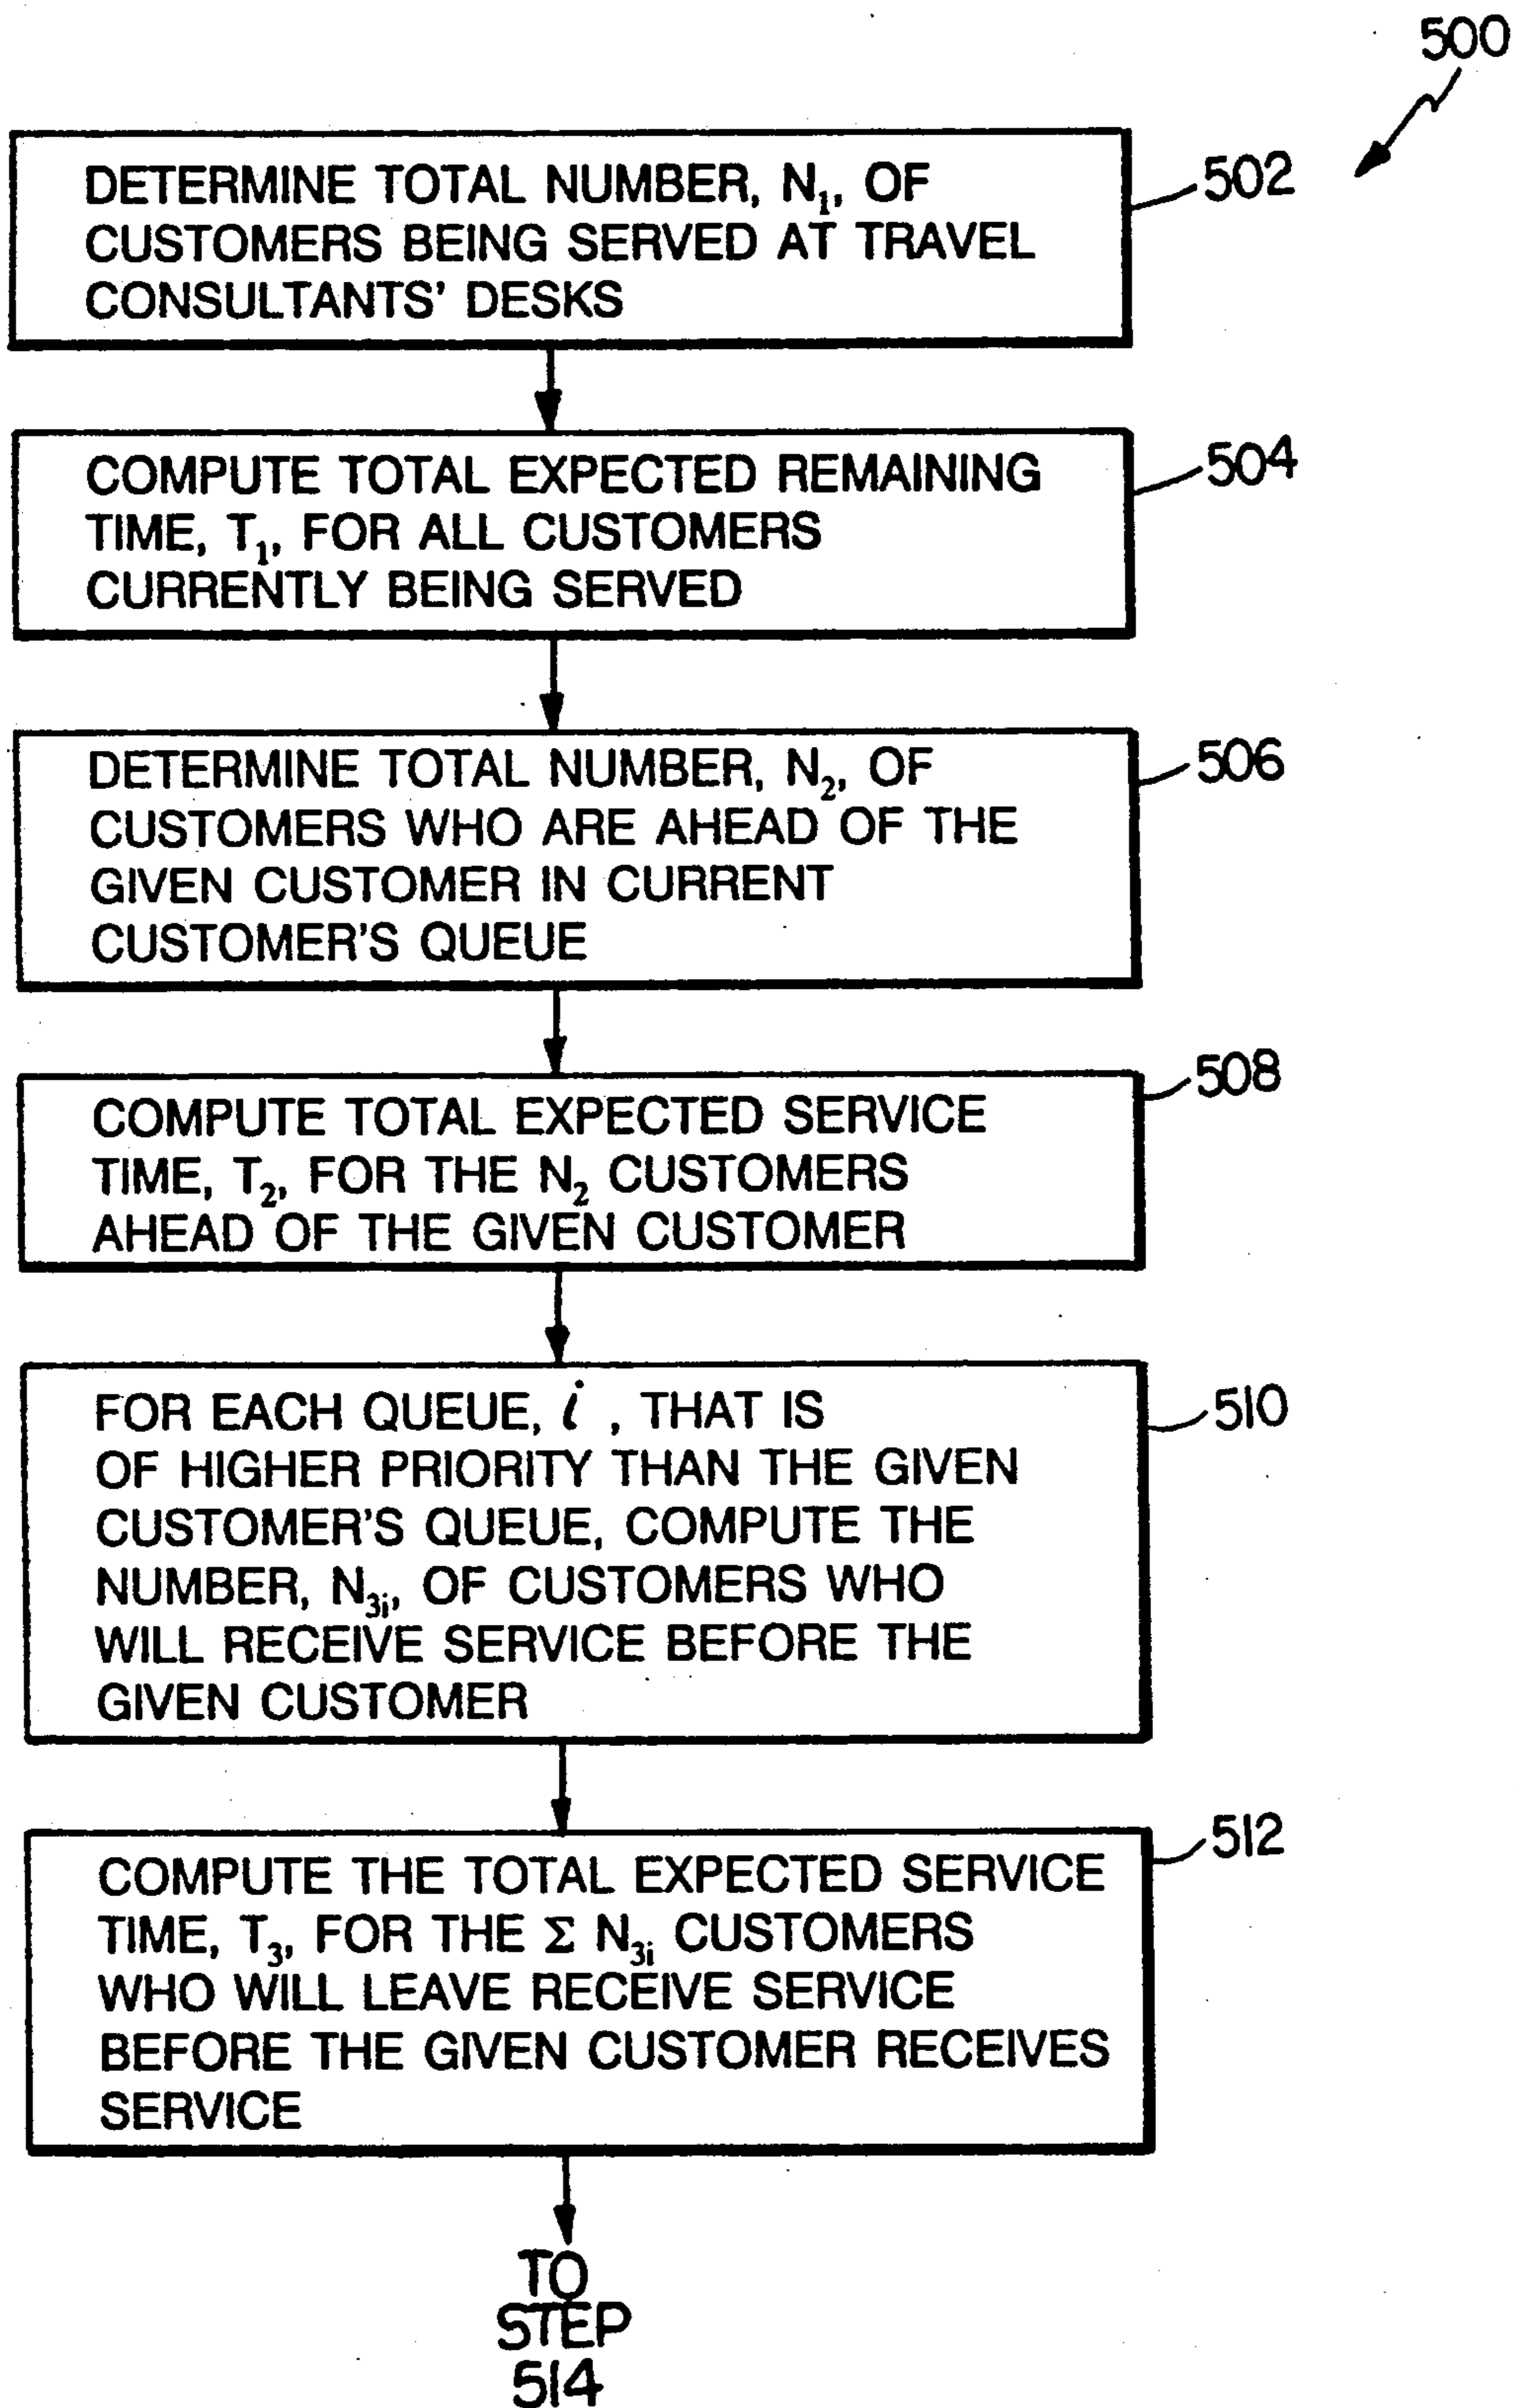 500
DETERMINE TOTAL NUMBER, N₁, OF
CUSTOMERS BEING SERVED AT TRAVEL
CONSULTANTS' DESKS
502
COMPUTE TOTAL EXPECTED REMAINING
TIME, T₁, FOR ALL CUSTOMERS
CURRENTLY BEING SERVED
504
DETERMINE TOTAL NUMBER, N₂, OF
CUSTOMERS WHO ARE AHEAD OF THE
GIVEN CUSTOMER IN CURRENT
CUSTOMER'S QUEUE
506
COMPUTE TOTAL EXPECTED SERVICE
TIME, T₂, FOR THE N₂ CUSTOMERS
AHEAD OF THE GIVEN CUSTOMER
508
FOR EACH QUEUE, i , THAT IS
OF HIGHER PRIORITY THAN THE GIVEN
CUSTOMER'S QUEUE, COMPUTE THE
NUMBER, N₃ᵢ, OF CUSTOMERS WHO
WILL RECEIVE SERVICE BEFORE THE
GIVEN CUSTOMER
510
COMPUTE THE TOTAL EXPECTED SERVICE
TIME, T₃, FOR THE Σ N₃ᵢ CUSTOMERS
WHO WILL LEAVE RECEIVE SERVICE
BEFORE THE GIVEN CUSTOMER RECEIVES
SERVICE
512
TO
STEP
514